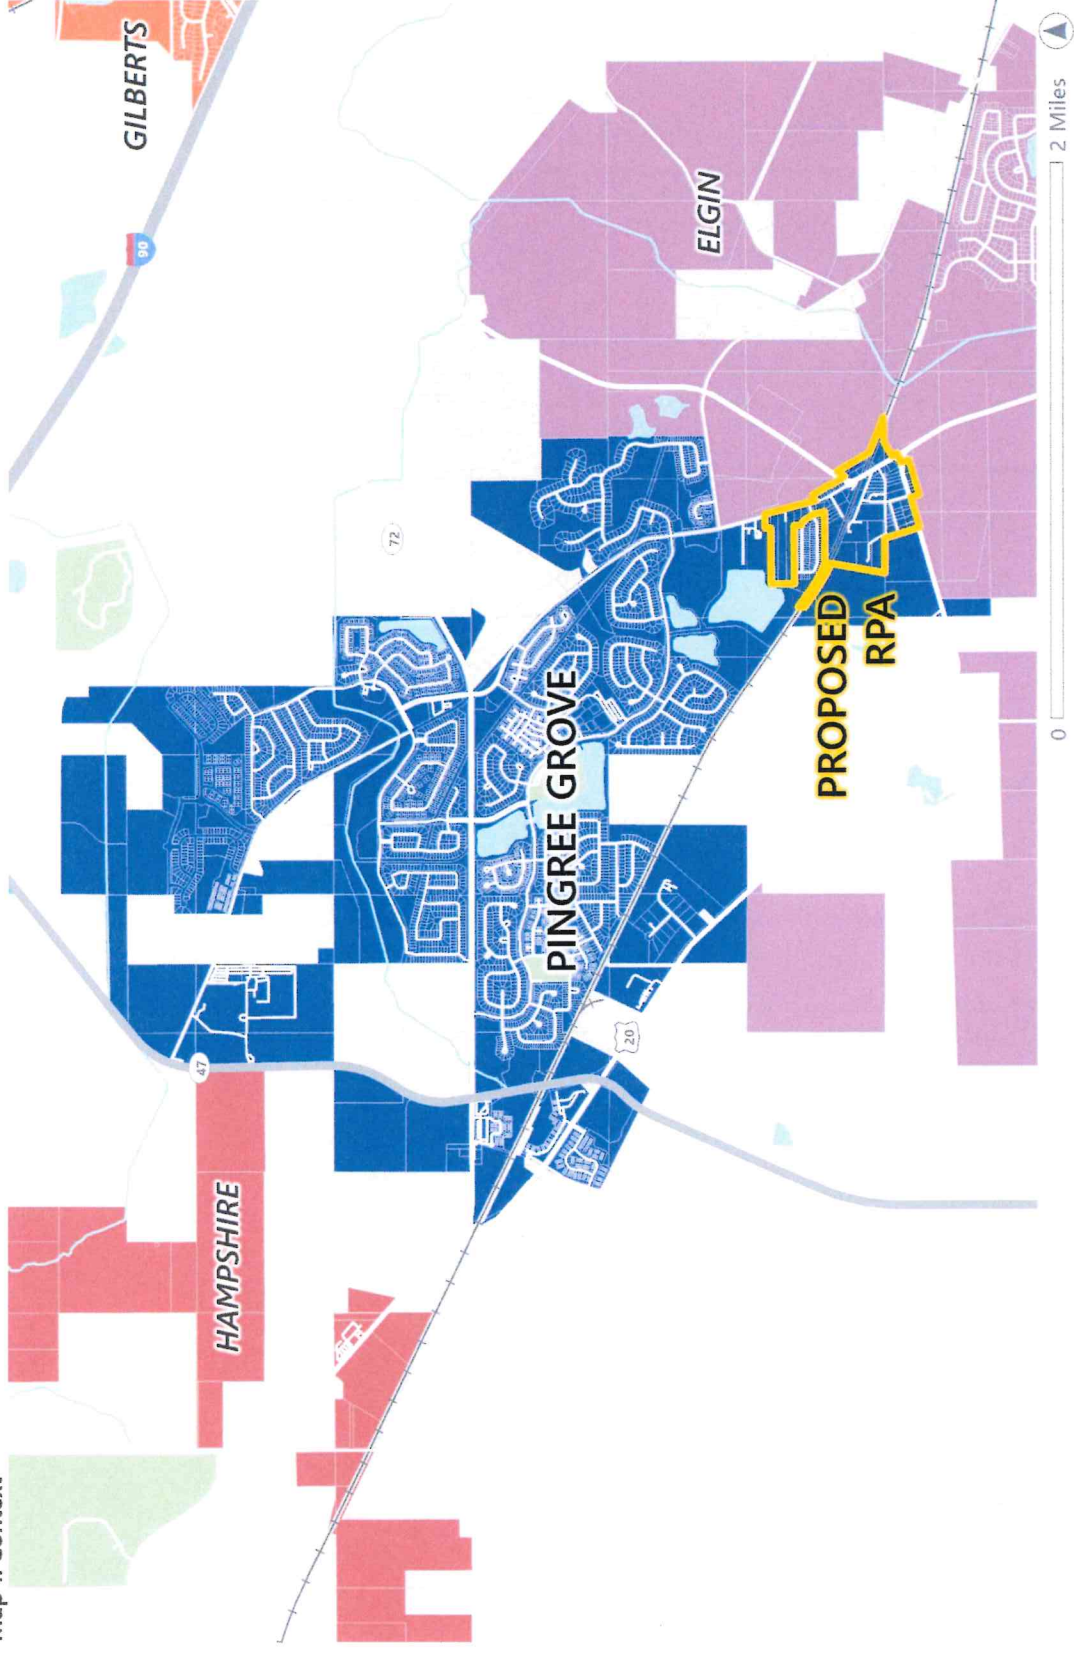 GILBERTS
90
HAMPSHIRE
47
72
PINGREE GROVE
20
ELGIN
PROPOSED
RPA
0 2 Miles